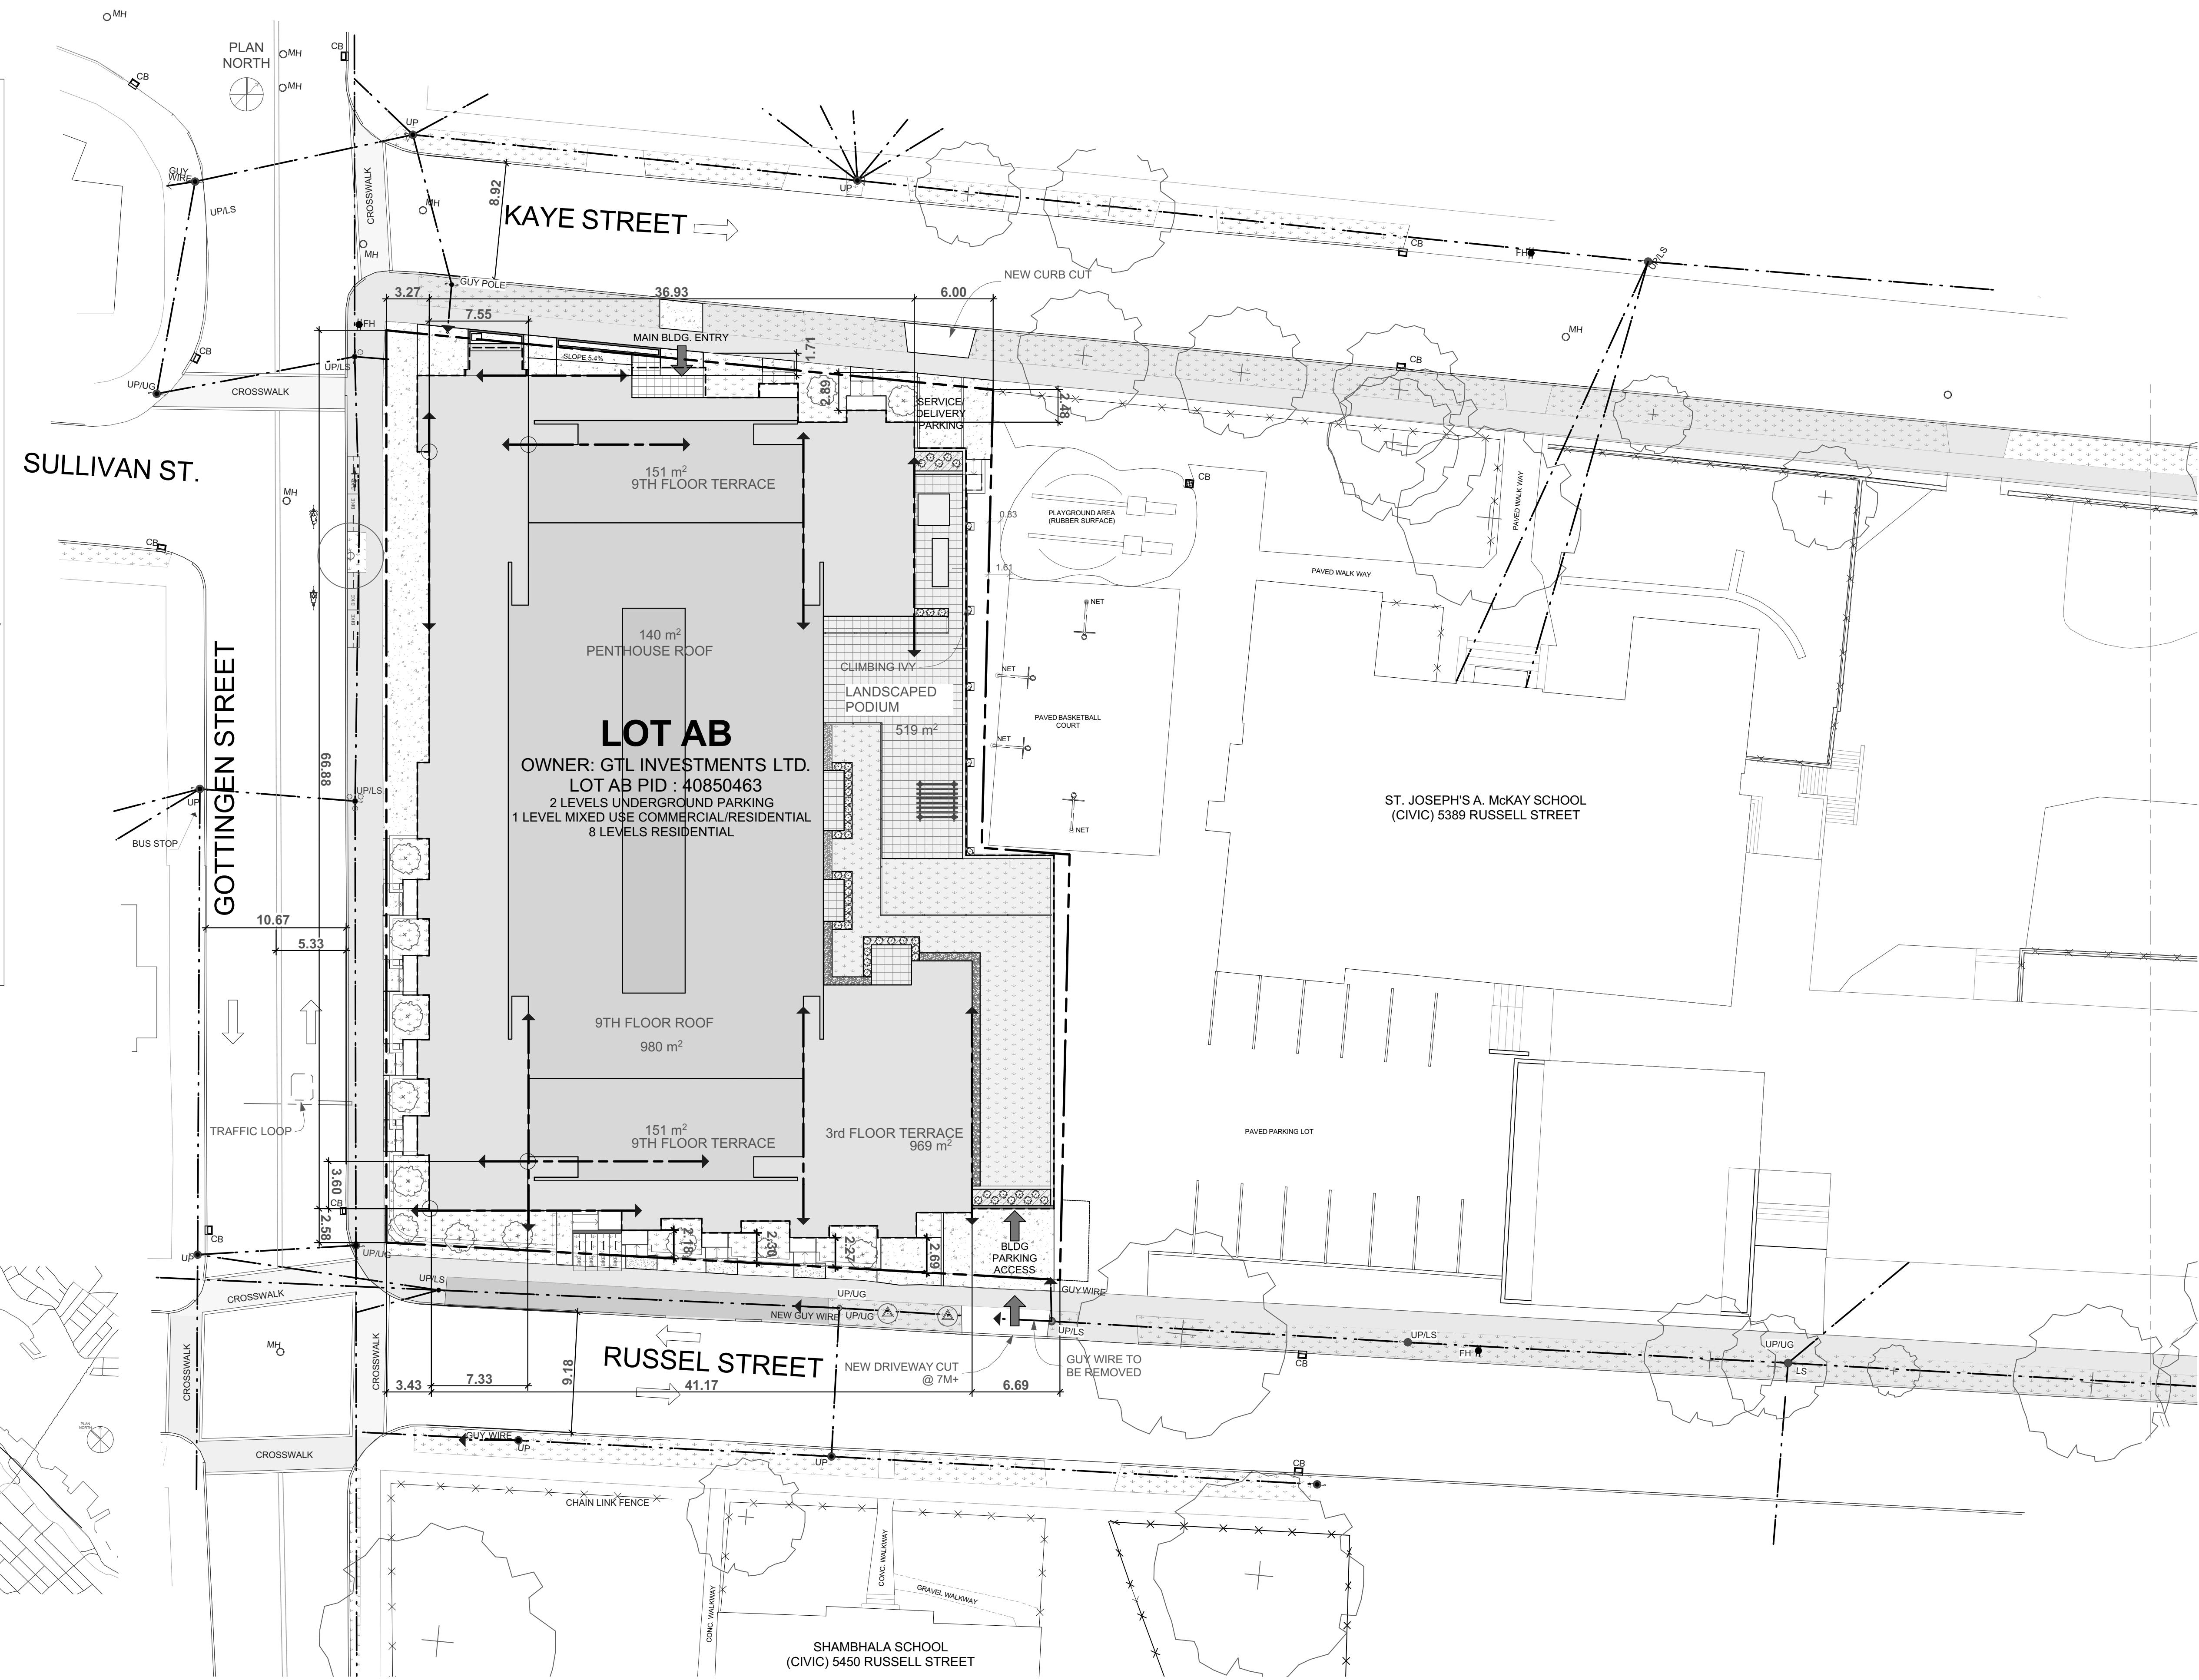 MH
PLAN
NORTH
MH
MH
CB
CB
UP
GUY
WIRE
UP/LS
CROSSWALK
MH
MH
8.92
KAYE STREET
UP
CB
FH
UP/LS
GUY POLE
NEW CURB CUT
3.27
36.93
6.00
7.55
FH
MAIN BLDG. ENTRY
SLOPE 5.4%
1.71
MH
CB
CB
UP/LS
UP/UG
CROSSWALK
2.89
SERVICE/
DELIVERY
PARKING
2.48
SULLIVAN ST.
151 m2
9TH FLOOR TERRACE
MH
BIKE
CB
CB
PLAYGROUND AREA
(RUBBER SURFACE)
0.83
PAVED WALK WAY
1.61
PAVED WALK WAY
BIKE
NET
140 m2
PENTHOUSE ROOF
CLIMBING IVY
NET
LANDSCAPED
PODIUM
519 m2
PAVED BASKETBALL
COURT
NET
GOTTINGEN STREET
66.88
LOT AB
OWNER: GTL INVESTMENTS LTD.
LOT AB PID : 40850463
2 LEVELS UNDERGROUND PARKING
1 LEVEL MIXED USE COMMERCIAL/RESIDENTIAL
8 LEVELS RESIDENTIAL
UP/LS
UP
BUS STOP
NET
ST. JOSEPH'S A. McKAY SCHOOL
(CIVIC) 5389 RUSSELL STREET
10.67
5.33
9TH FLOOR ROOF
980 m2
TRAFFIC LOOP
151 m2
9TH FLOOR TERRACE
3rd FLOOR TERRACE
969 m2
PAVED PARKING LOT
3.60
CB
2.58
CB
UP
UP/UG
2.18
2.30
2.27
2.69
BLDG
PARKING
ACCESS
CROSSWALK
UP/LS
UP/UG
GUY WIRE
NEW GUY WIRE
UP/UG
UP/LS
UP/LS
MH
CROSSWALK
CROSSWALK
RUSSEL STREET
9.18
NEW DRIVEWAY CUT
@ 7M+
GUY WIRE TO
BE REMOVED
CB
FH
UP/UG
LS
3.43
7.33
41.17
6.69
PLAN
NORTH
CROSSWALK
GUY WIRE
UP
UP
CB
CHAIN LINK FENCE
CONC. WALKWAY
CONC. WALKWAY
GRAVEL WALKWAY
SHAMBHALA SCHOOL
(CIVIC) 5450 RUSSELL STREET